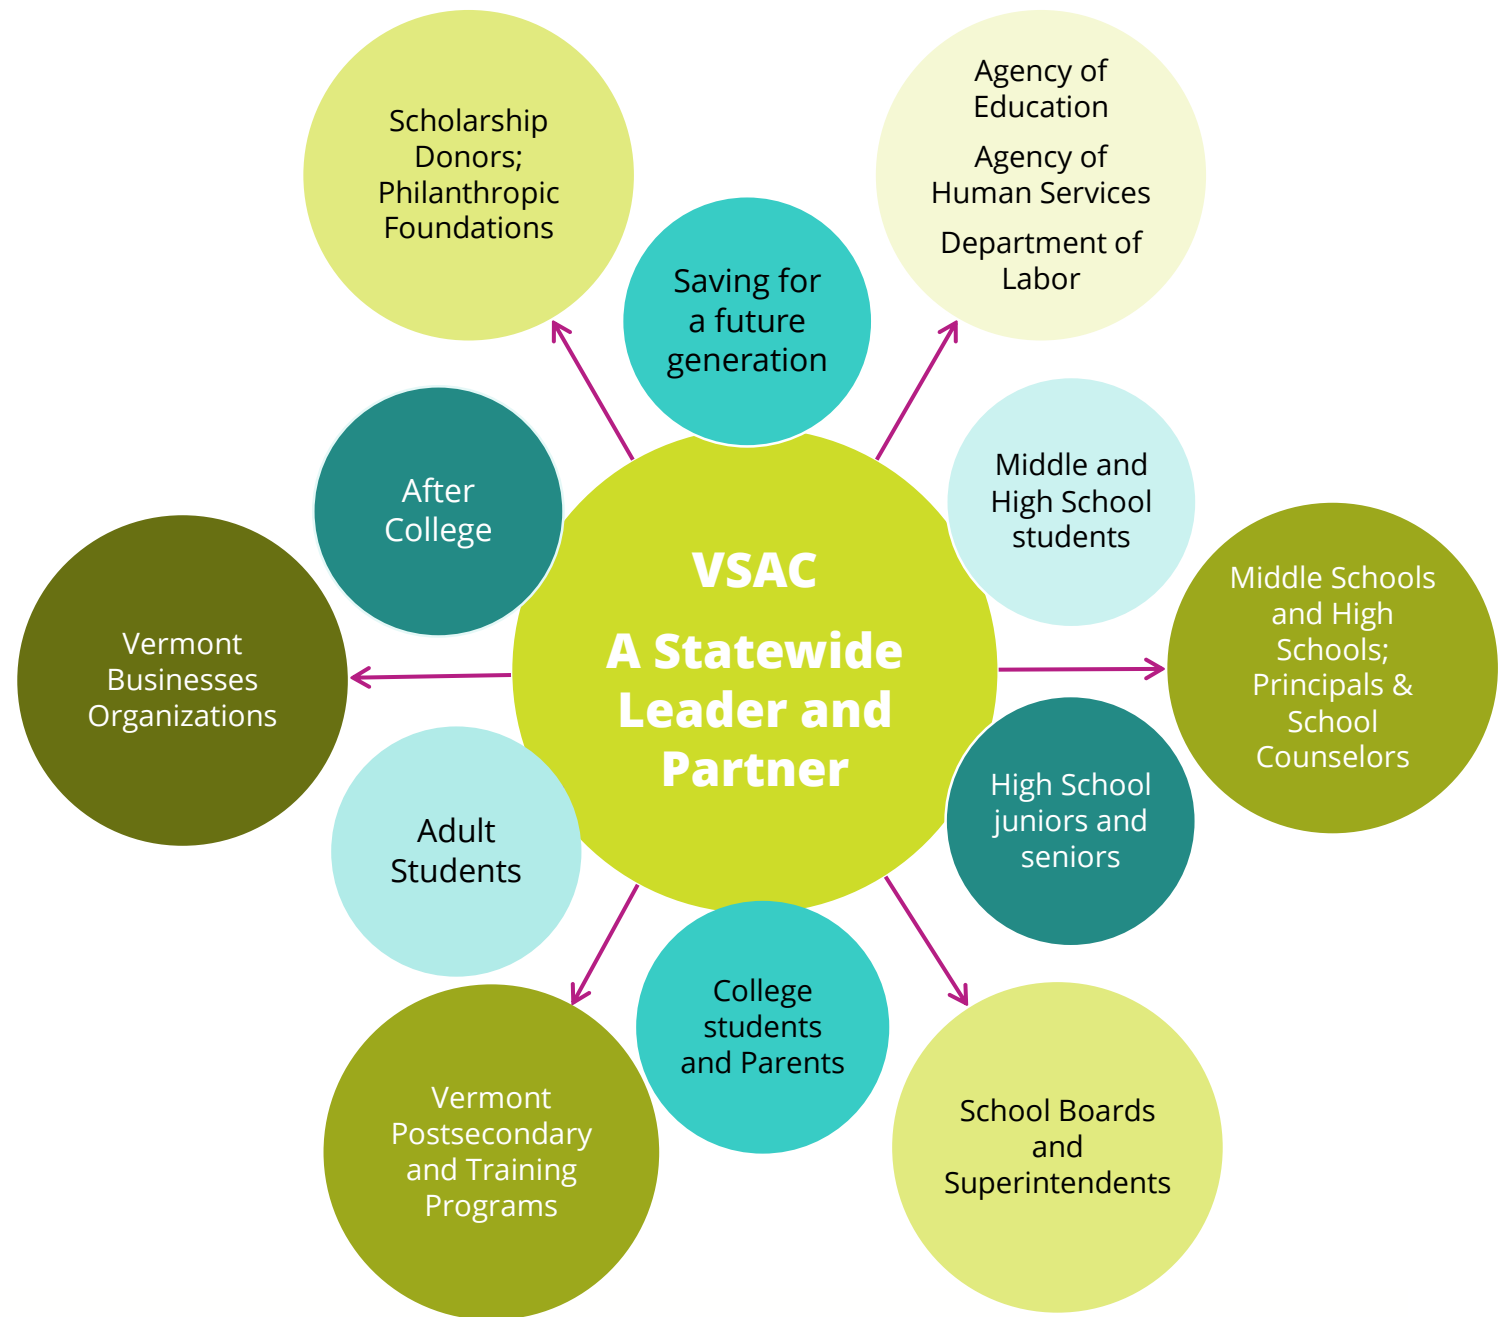 Scholarship
Donors;
Philanthropic
Foundations
Agency of
Education
Agency of
Human Services
Department of
Labor
Saving for
a future
generation
After
College
Middle and
High School
students
VSAC
A Statewide
Leader and
Partner
Middle Schools
and High
Schools;
Principals &
School
Counselors
Vermont
Businesses
Organizations
High School
juniors and
seniors
Adult
Students
College
students
and Parents
Vermont
Postsecondary
and Training
Programs
School Boards
and
Superintendents